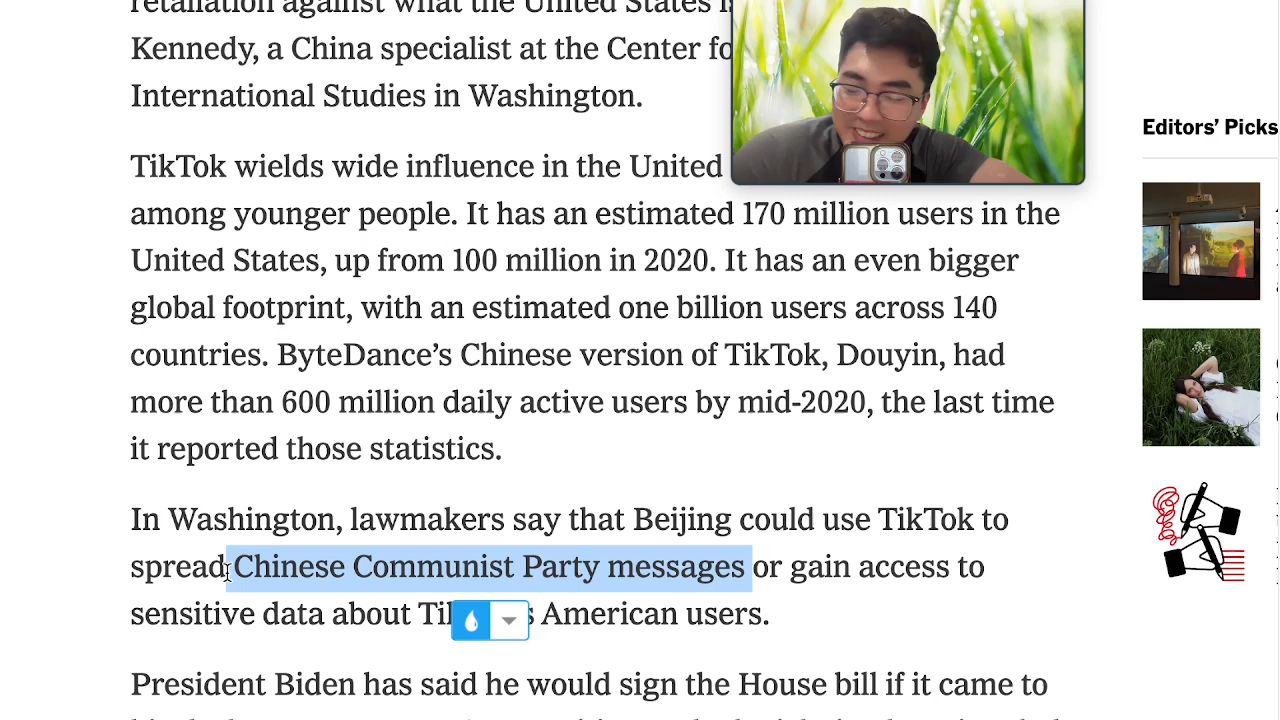 retaliation against what the United States
Kennedy, a China specialist at the Center
International Studies in Washington.
TikTok wields wide influence in the United
among younger people. It has an estimated 170 million users in the
United States, up from 100 million in 2020. It has an even bigger
global footprint, with an estimated one billion users across 140
countries. ByteDance’s Chinese version of TikTok, Douyin, had
more than 600 million daily active users by mid-2020, the last time
it reported those statistics.
In Washington, lawmakers say that Beijing could use TikTok to
spread Chinese Communist Party messages or gain access to
sensitive data about American users.
President Biden has said he would sign the House bill if it came to
Editors’ Picks